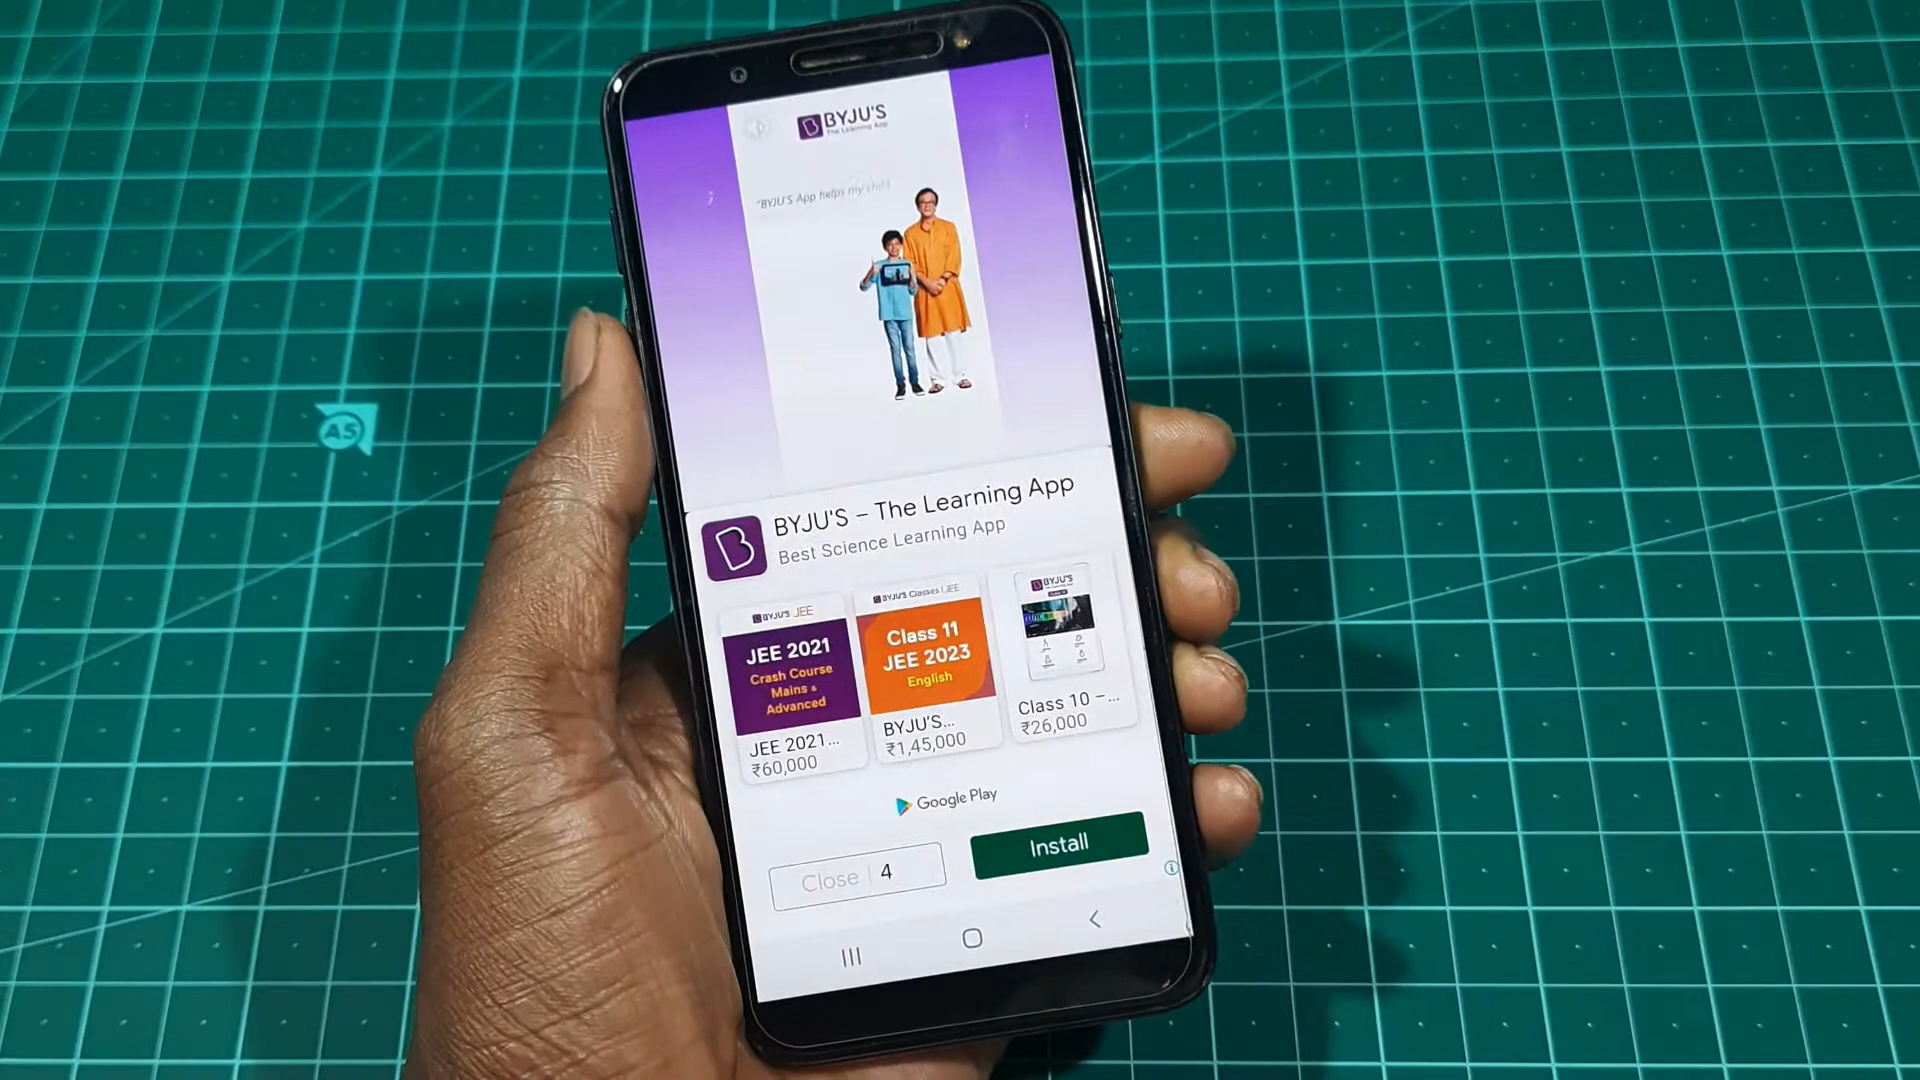 A5
BYJU'S
The Learning App
"BYJU'S App helps my child
BYJU'S – The Learning App
Best Science Learning App
BYJU'S JEE
JEE 2021
Crash Course
Mains &
Advanced
JEE 2021...
₹60,000
BYJU'S Classes | JEE
Class 11
JEE 2023
English
BYJU'S...
₹1,45,000
BYJU'S
Class 10 –...
₹26,000
Google Play
Close | 4
Install